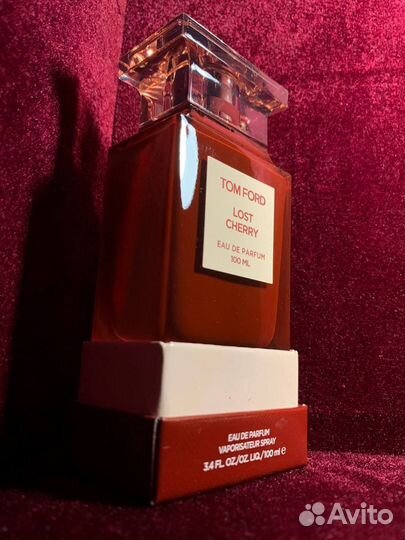 TOM FORD
LOST
CHERRY
EAU DE PARFUM
100 ML
EAU DE PARFUM
VAPORISATEUR SPRAY
3.4 FL. OZ./OZ. LIQ./100 ml e
Avito